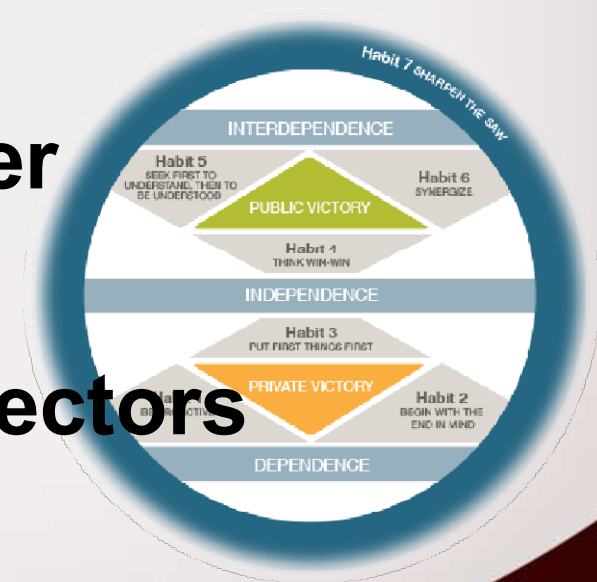 Habit 7 SHARPEN THE SAW
INTERDEPENDENCE
er
Habit 5
SEEK FIRST TO
UNDERSTAND, THEN TO
BE UNDERSTOOD
Habit 6
SYNERGIZE
PUBLIC VICTORY
Habit 4
THINK WIN-WIN
INDEPENDENCE
Habit 3
PUT FIRST THINGS FIRST
PRIVATE VICTORY
ectors
Habit 2
BEGIN WITH THE
END IN MIND
DEPENDENCE